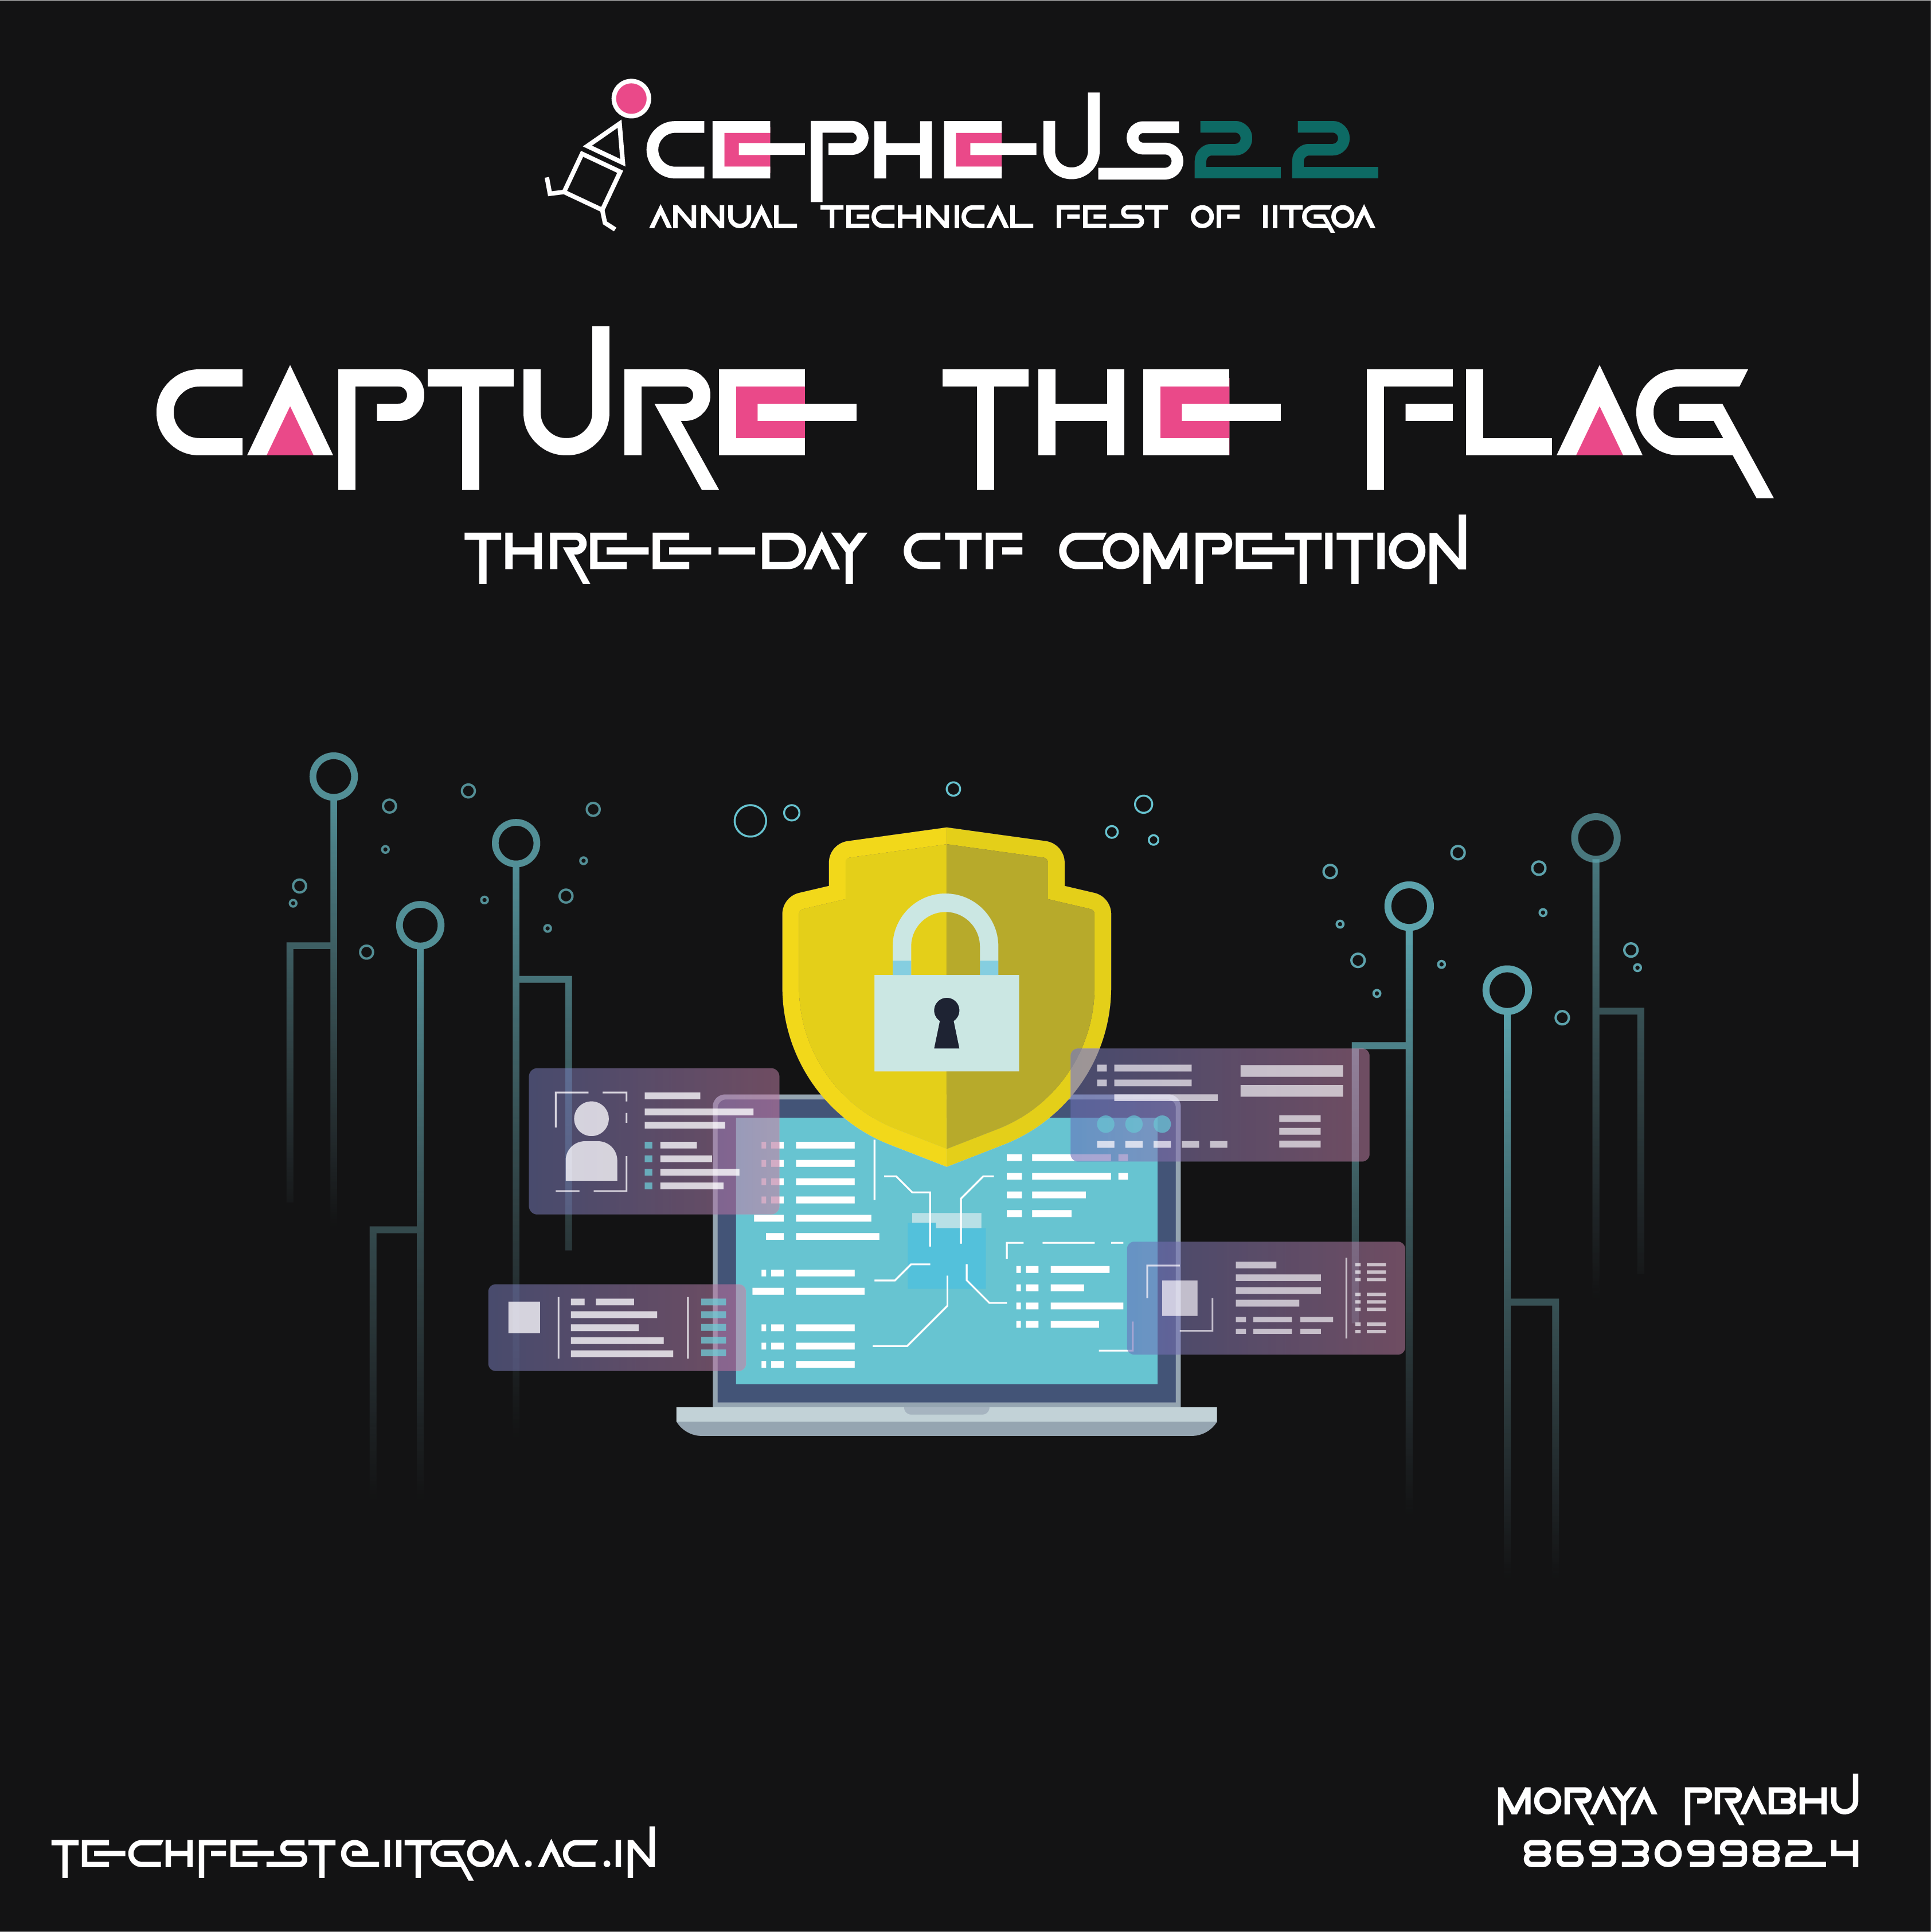 CEPHEUS22
ANNUAL TECHNICAL FEST OF IITGOA
CAPTURE THE FLAG
THREE-DAY CTF COMPETITION
MORAYA PRABHU
TECHFEST@IITGOA.AC.IN
8693099824